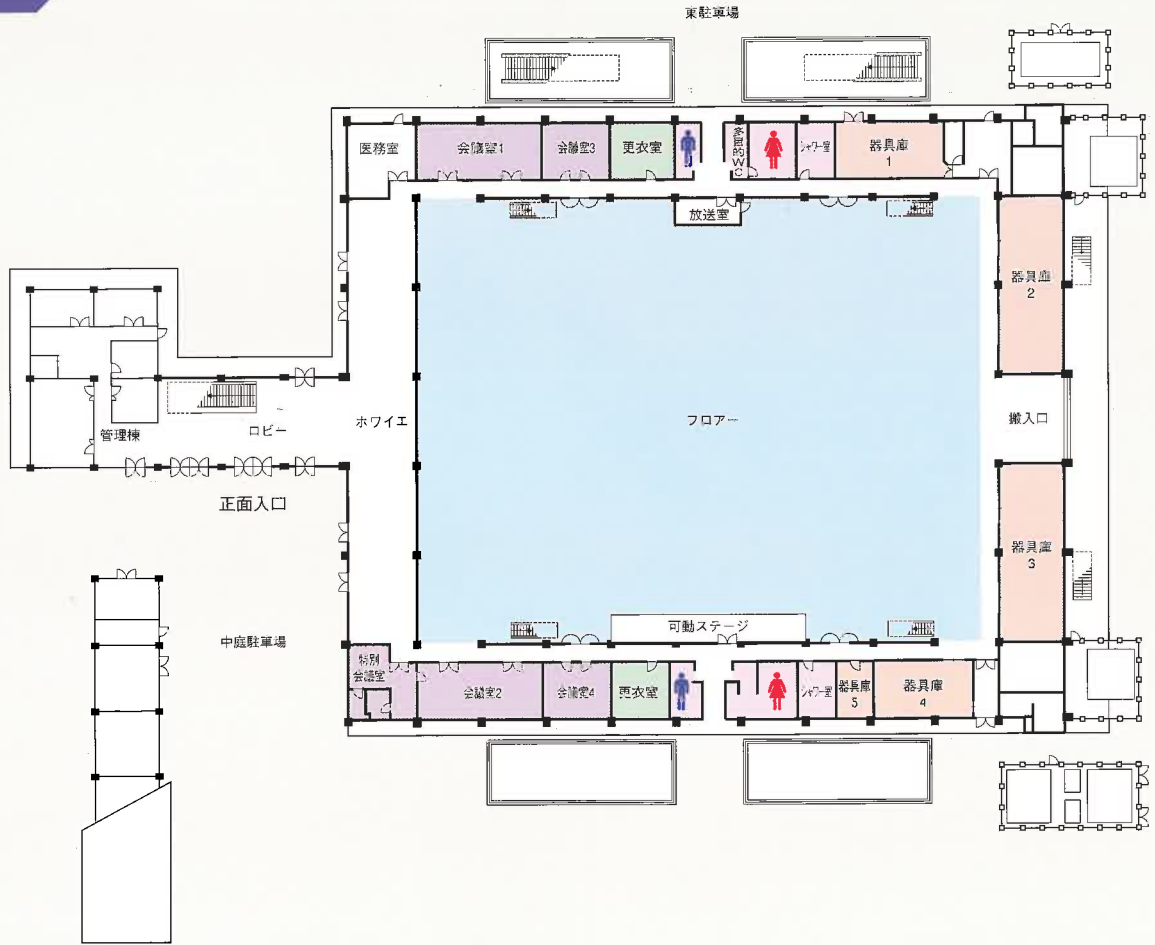 東駐車場
医務室
会議室1
会議室3
更衣室
多目的WC
シャワー室
器具庫
1
放送室
器具庫
2
管理棟
ロビー
ホワイエ
フロアー
搬入口
正面入口
器具庫
3
中庭駐車場
可動ステージ
特別
会議室
会議室2
会議室4
更衣室
シャワー室
器具庫
5
器具庫
4